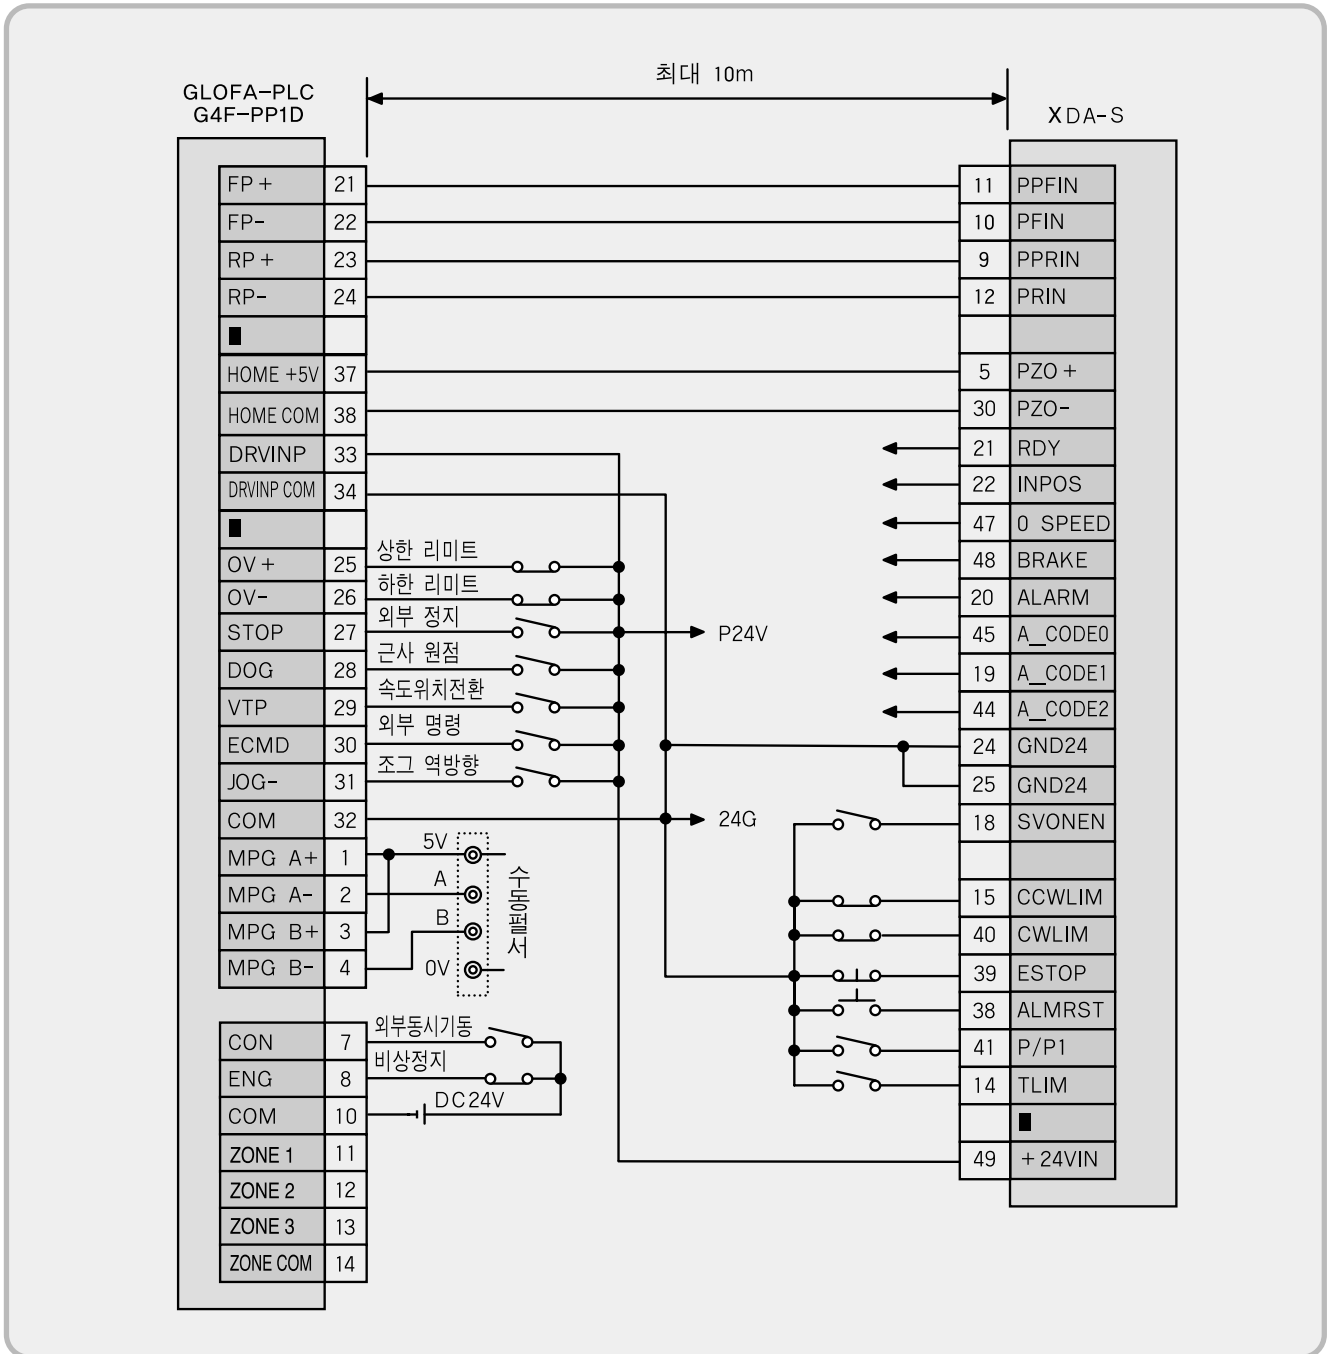 최대 10m
GLOFA-PLC
G4F-PP1D
XDA-S
FP+ 21
FP- 22
RP+ 23
RP- 24
HOME +5V 37
HOME COM 38
DRVINP 33
DRVINP COM 34
OV+ 25 상한 리미트
OV- 26 하한 리미트
STOP 27 외부 정지
DOG 28 근사 원점
VTP 29 속도위치전환
ECMD 30 외부 명령
JOG- 31 조그 역방향
COM 32
MPG A+ 1 5V
MPG A- 2 A
MPG B+ 3 B
MPG B- 4 0V
수동펄서
P24V
24G
CON 7 외부동시기동
ENG 8 비상정지
COM 10 DC24V
ZONE 1 11
ZONE 2 12
ZONE 3 13
ZONE COM 14
11 PPFIN
10 PFIN
9 PPRIN
12 PRIN
5 PZO+
30 PZO-
21 RDY
22 INPOS
47 0 SPEED
48 BRAKE
20 ALARM
45 A_CODE0
19 A_CODE1
44 A_CODE2
24 GND24
25 GND24
18 SVONEN
15 CCWLIM
40 CWLIM
39 ESTOP
38 ALMRST
41 P/P1
14 TLIM
49 +24VIN